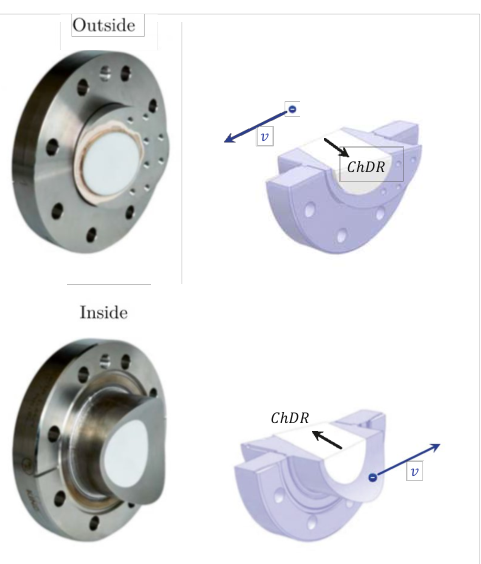 Outside
⊖
v
ChDR
Inside
ChDR
⊖
v